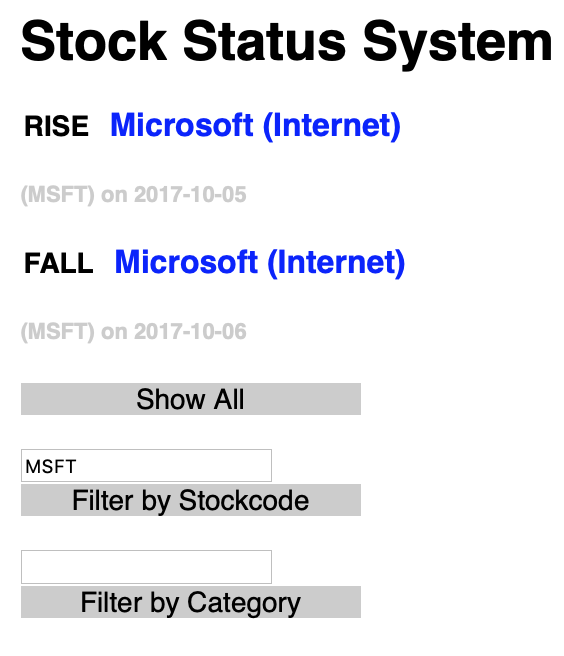 Stock Status System
RISE Microsoft (Internet)
(MSFT) on 2017-10-05
FALL Microsoft (Internet)
(MSFT) on 2017-10-06
Show All
MSFT
Filter by Stockcode
Filter by Category